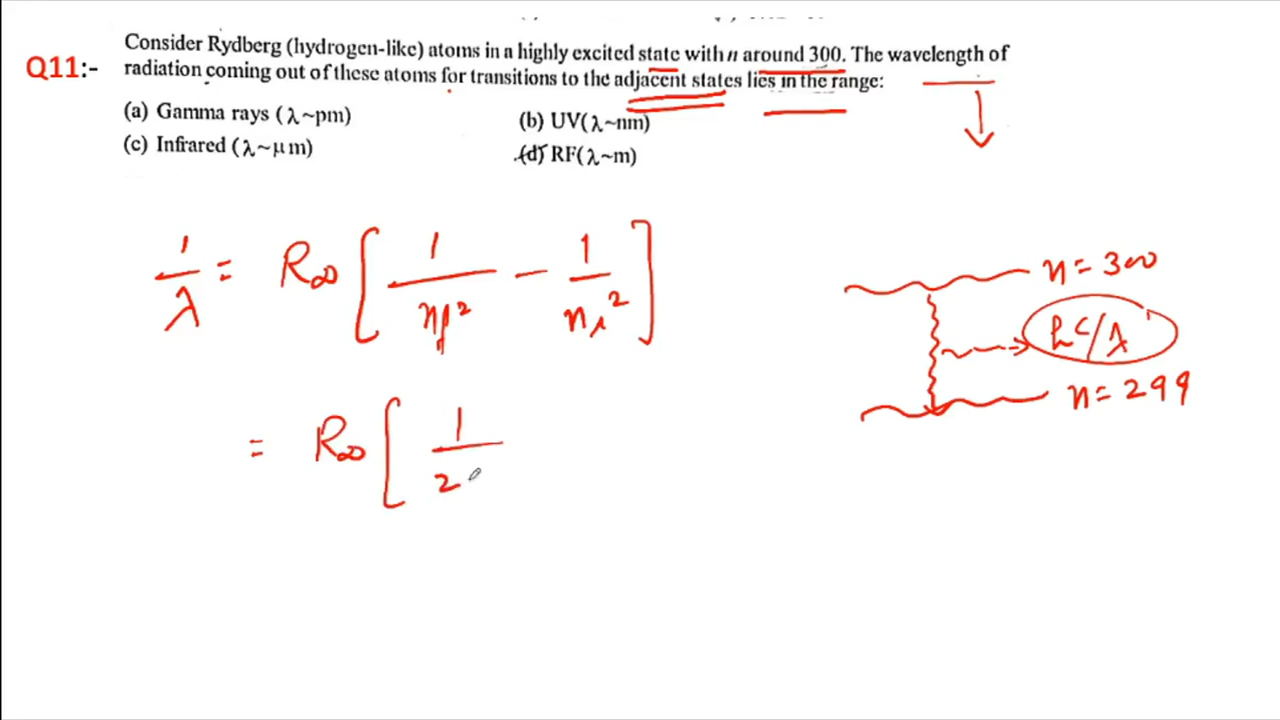 Q11:- Consider Rydberg (hydrogen-like) atoms in a highly excited state with n around 300. The wavelength of
radiation coming out of these atoms for transitions to the adjacent states lies in the range:
(a) Gamma rays (λ~pm) (b) UV(λ~nm)
(c) Infrared (λ~μm) (d) RF(λ~m)
1/λ = R∞ [ 1/nf² - 1/ni² ]
n = 300
hc/λ
n = 299
= R∞ [ 1/2